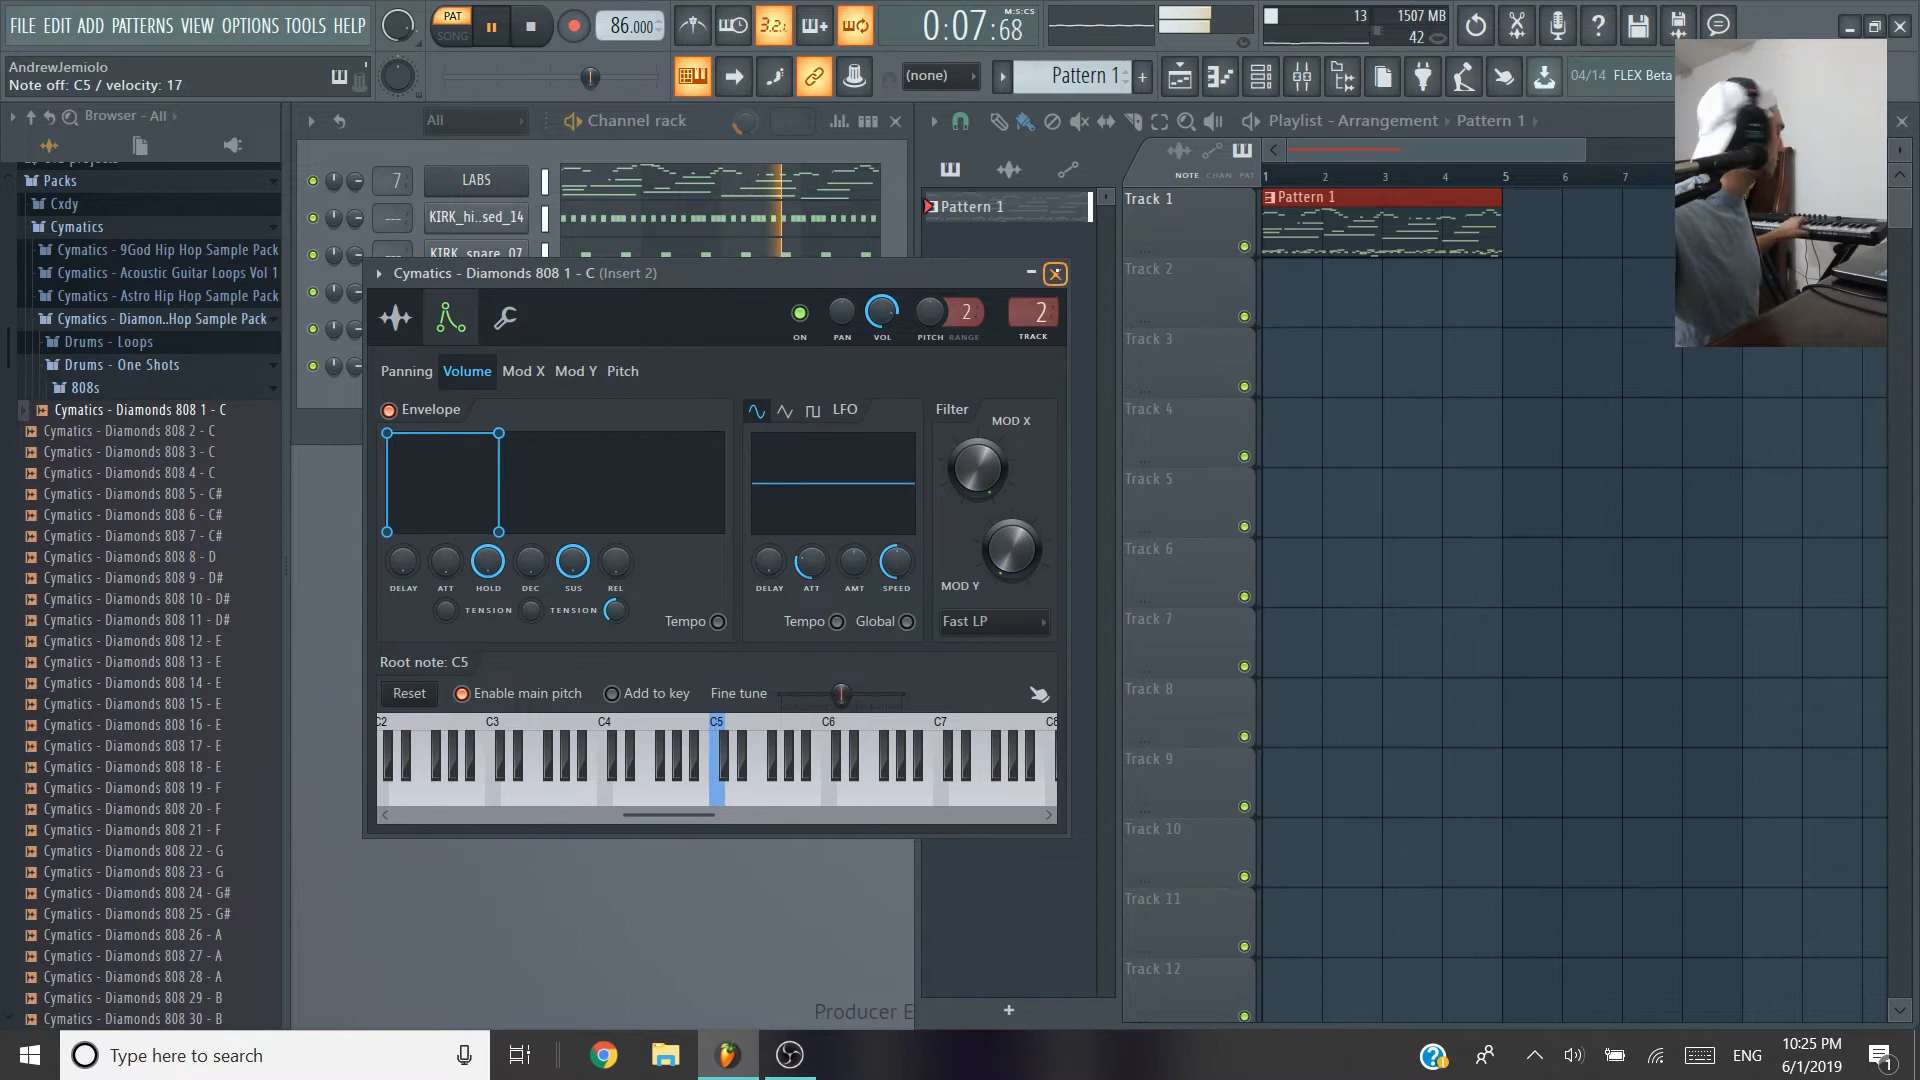 FILE EDIT ADD PATTERNS VIEW OPTIONS TOOLS HELP
AndrewJemiolo
Note off: C5 / velocity: 17
PAT
SONG
86.000
3.2.
0:07:68
M:S:CS
13
1507 MB
42
(none)
Pattern 1
+
04/14 FLEX Beta
Browser - All
Packs
Cxdy
Cymatics
Cymatics - 9God Hip Hop Sample Pack
Cymatics - Acoustic Guitar Loops Vol 1
Cymatics - Astro Hip Hop Sample Pack
Cymatics - Diamon..Hop Sample Pack
Drums - Loops
Drums - One Shots
808s
Cymatics - Diamonds 808 1 - C
Cymatics - Diamonds 808 2 - C
Cymatics - Diamonds 808 3 - C
Cymatics - Diamonds 808 4 - C
Cymatics - Diamonds 808 5 - C#
Cymatics - Diamonds 808 6 - C#
Cymatics - Diamonds 808 7 - C#
Cymatics - Diamonds 808 8 - D
Cymatics - Diamonds 808 9 - D#
Cymatics - Diamonds 808 10 - D#
Cymatics - Diamonds 808 11 - D#
Cymatics - Diamonds 808 12 - E
Cymatics - Diamonds 808 13 - E
Cymatics - Diamonds 808 14 - E
Cymatics - Diamonds 808 15 - E
Cymatics - Diamonds 808 16 - E
Cymatics - Diamonds 808 17 - E
Cymatics - Diamonds 808 18 - E
Cymatics - Diamonds 808 19 - F
Cymatics - Diamonds 808 20 - F
Cymatics - Diamonds 808 21 - F
Cymatics - Diamonds 808 22 - G
Cymatics - Diamonds 808 23 - G
Cymatics - Diamonds 808 24 - G#
Cymatics - Diamonds 808 25 - G#
Cymatics - Diamonds 808 26 - A
Cymatics - Diamonds 808 27 - A
Cymatics - Diamonds 808 28 - A
Cymatics - Diamonds 808 29 - B
Cymatics - Diamonds 808 30 - B
All
Channel rack
7
LABS
---
KIRK_hi..sed_14
KIRK_snare_07
Cymatics - Diamonds 808 1 - C (Insert 2)
ON
PAN
VOL
PITCH
2
RANGE
2
TRACK
Panning
Volume
Mod X
Mod Y
Pitch
Envelope
DELAY
ATT
HOLD
DEC
SUS
REL
TENSION
TENSION
Tempo
LFO
DELAY
ATT
AMT
SPEED
Tempo
Global
Filter
MOD X
MOD Y
Fast LP
Root note: C5
Reset
Enable main pitch
Add to key
Fine tune
C2
C3
C4
C5
C6
C7
C8
Producer E
Playlist - Arrangement
Pattern 1
NOTE
CHAN
PAT
1
2
3
4
5
6
7
Pattern 1
Pattern 1
+
Track 1
Track 2
Track 3
Track 4
Track 5
Track 6
Track 7
Track 8
Track 9
Track 10
Track 11
Track 12
Type here to search
ENG
10:25 PM
6/1/2019
1